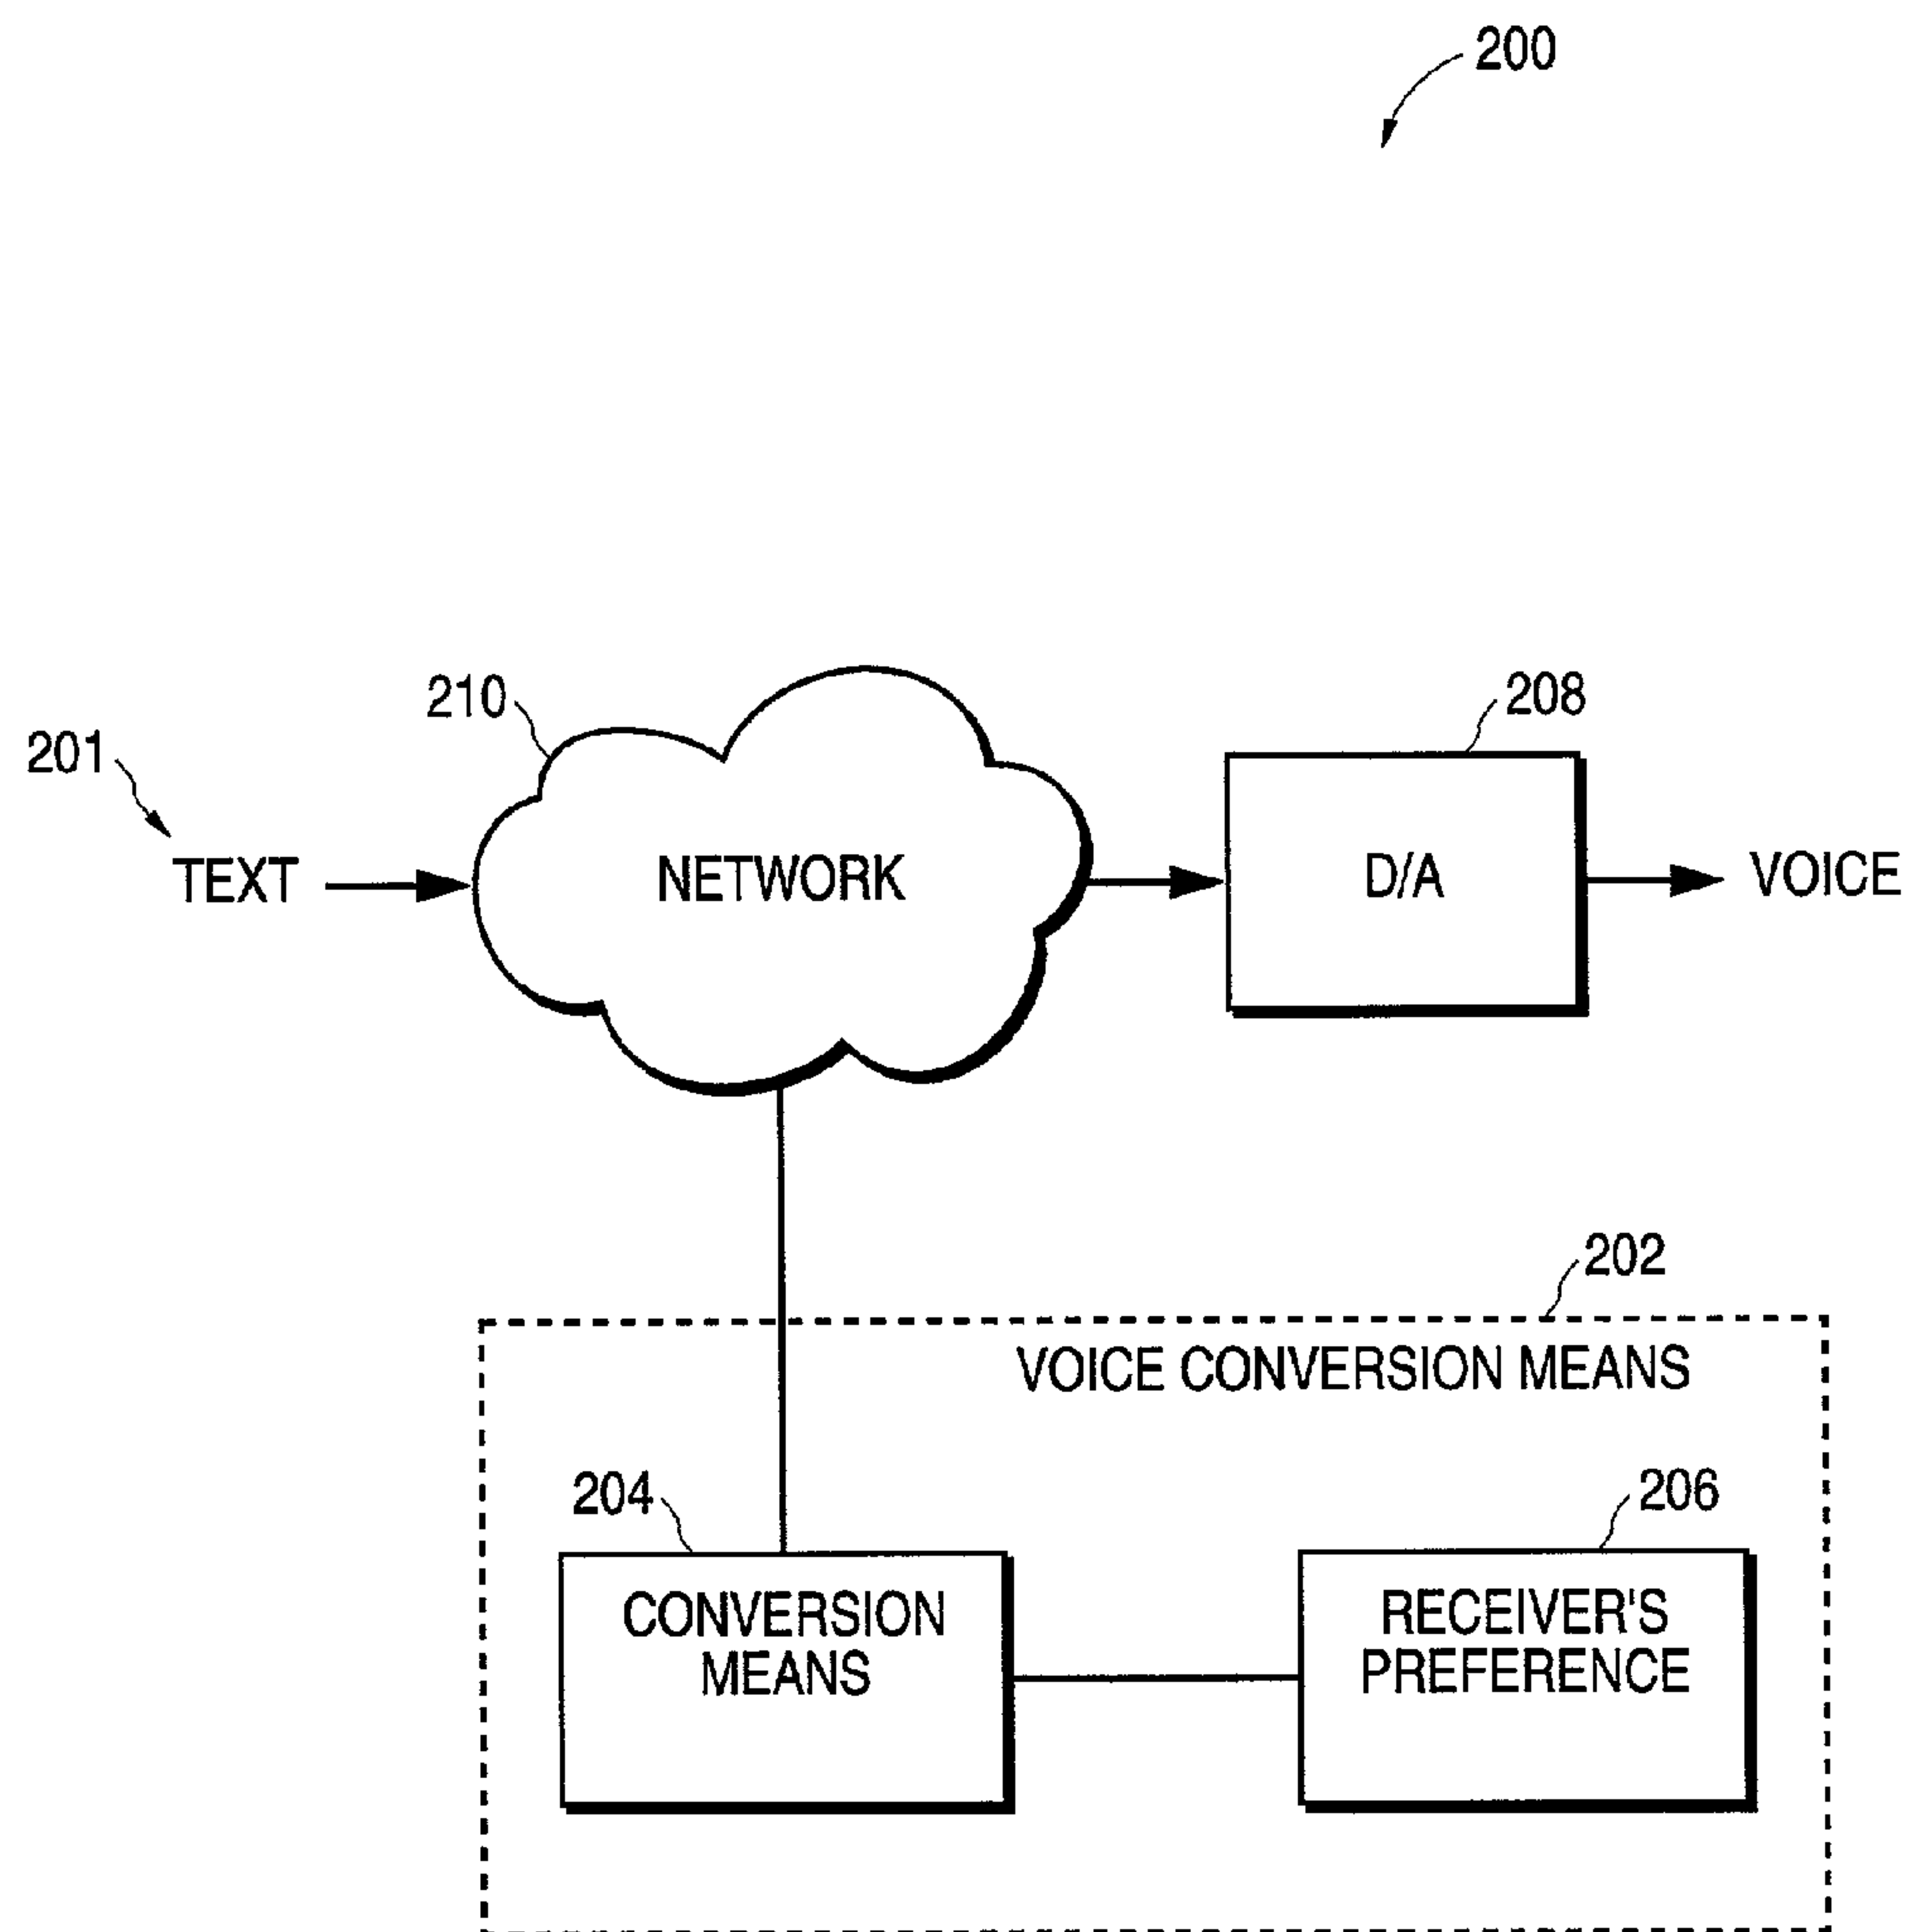 200
210
208
201
TEXT
NETWORK
D/A
VOICE
202
VOICE CONVERSION MEANS
204
206
CONVERSION
MEANS
RECEIVER'S
PREFERENCE